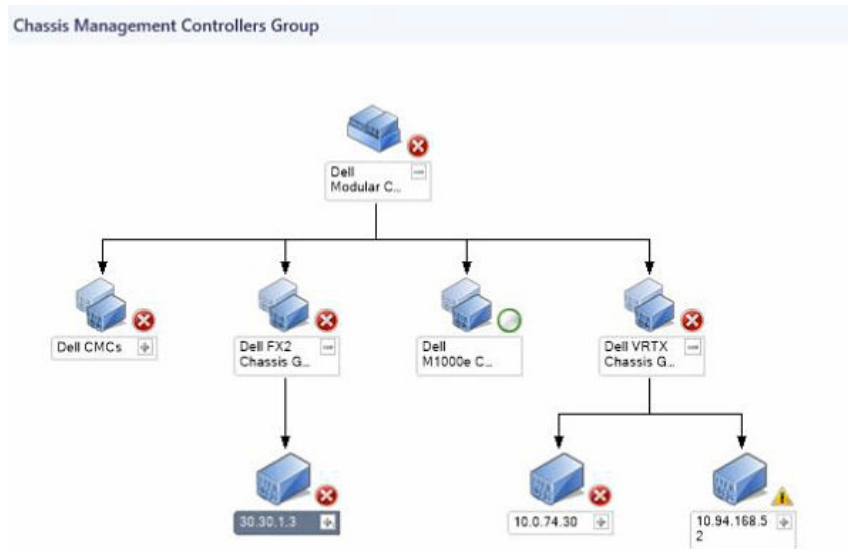 Chassis Management Controllers Group
Dell
Modular C...
Dell CMCs
Dell FX2
Chassis G...
Dell
M1000e C...
Dell VRTX
Chassis G...
30.30.1.3
10.0.74.30
10.94.168.5
2